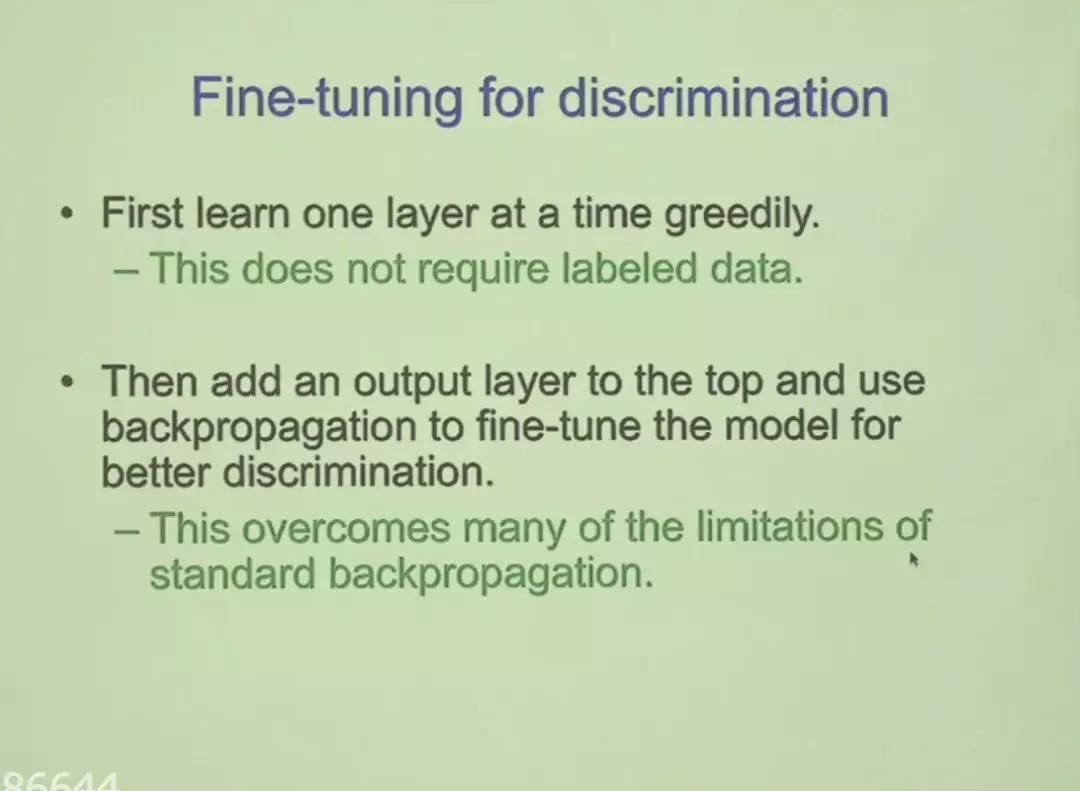 Fine-tuning for discrimination
• First learn one layer at a time greedily.
– This does not require labeled data.
• Then add an output layer to the top and use
backpropagation to fine-tune the model for
better discrimination.
– This overcomes many of the limitations of
standard backpropagation.
86644